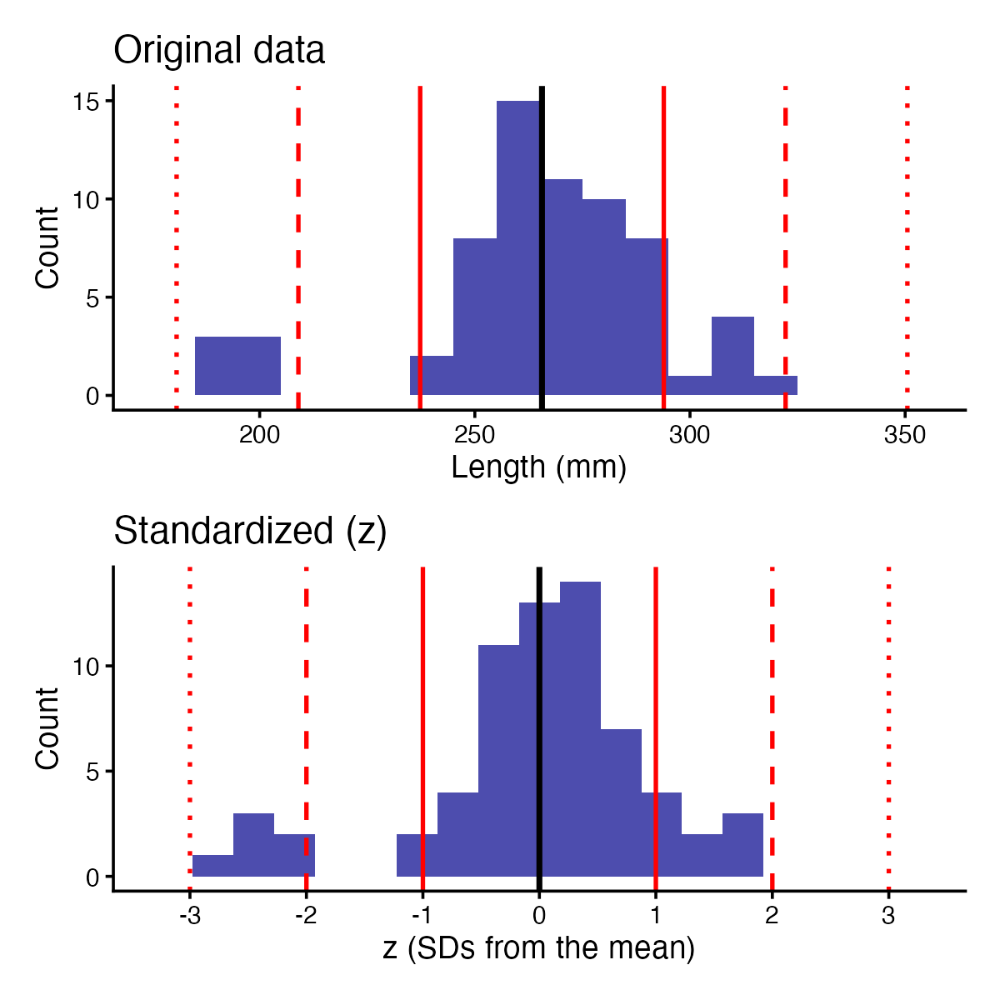 Original data
15
10
5
0
Count
200 250 300 350
Length (mm)
Standardized (z)
10
5
0
Count
-3 -2 -1 0 1 2 3
z (SDs from the mean)